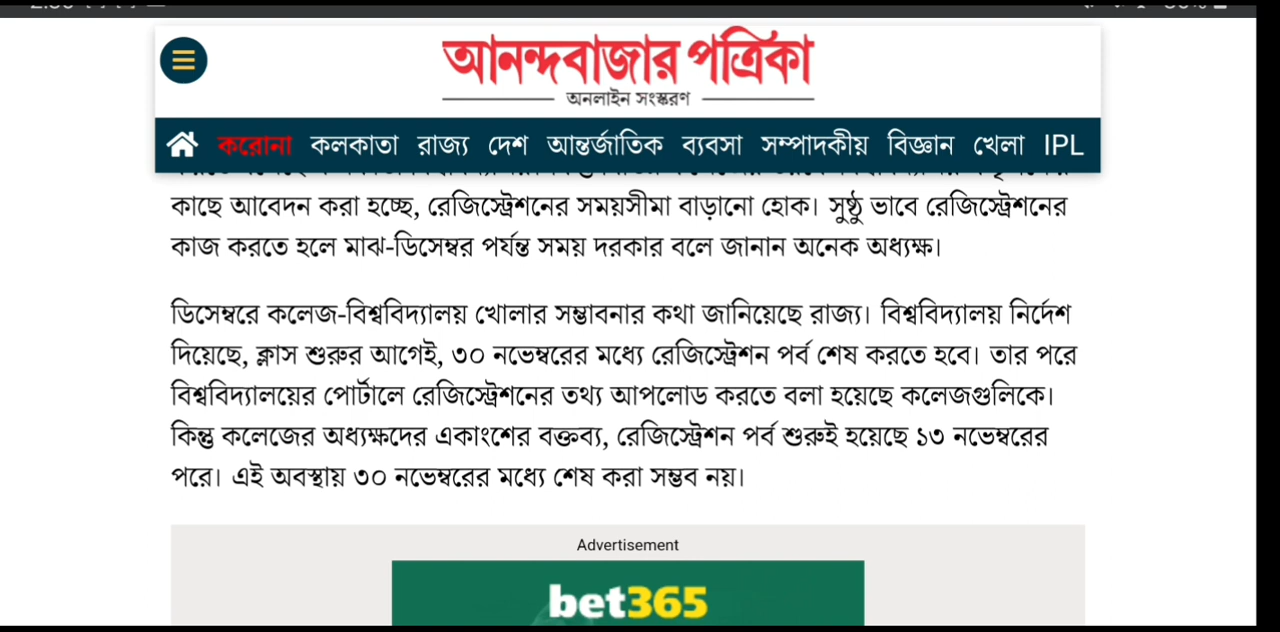 আনন্দবাজার পত্রিকা
অনলাইন সংস্করণ
করোনা কলকাতা রাজ্য দেশ আন্তর্জাতিক ব্যবসা সম্পাদকীয় বিজ্ঞান খেলা IPL
কাছে আবেদন করা হচ্ছে, রেজিস্ট্রেশনের সময়সীমা বাড়ানো হোক। সুষ্ঠু ভাবে রেজিস্ট্রেশনের
কাজ করতে হলে মাঝ-ডিসেম্বর পর্যন্ত সময় দরকার বলে জানান অনেক অধ্যক্ষ।
ডিসেম্বরে কলেজ-বিশ্ববিদ্যালয় খোলার সম্ভাবনার কথা জানিয়েছে রাজ্য। বিশ্ববিদ্যালয় নির্দেশ
দিয়েছে, ক্লাস শুরুর আগেই, ৩০ নভেম্বরের মধ্যে রেজিস্ট্রেশন পর্ব শেষ করতে হবে। তার পরে
বিশ্ববিদ্যালয়ের পোর্টালে রেজিস্ট্রেশনের তথ্য আপলোড করতে বলা হয়েছে কলেজগুলিকে।
কিন্তু কলেজের অধ্যক্ষদের একাংশের বক্তব্য, রেজিস্ট্রেশন পর্ব শুরুই হয়েছে ১৩ নভেম্বরের
পরে। এই অবস্থায় ৩০ নভেম্বরের মধ্যে শেষ করা সম্ভব নয়।
Advertisement
bet365